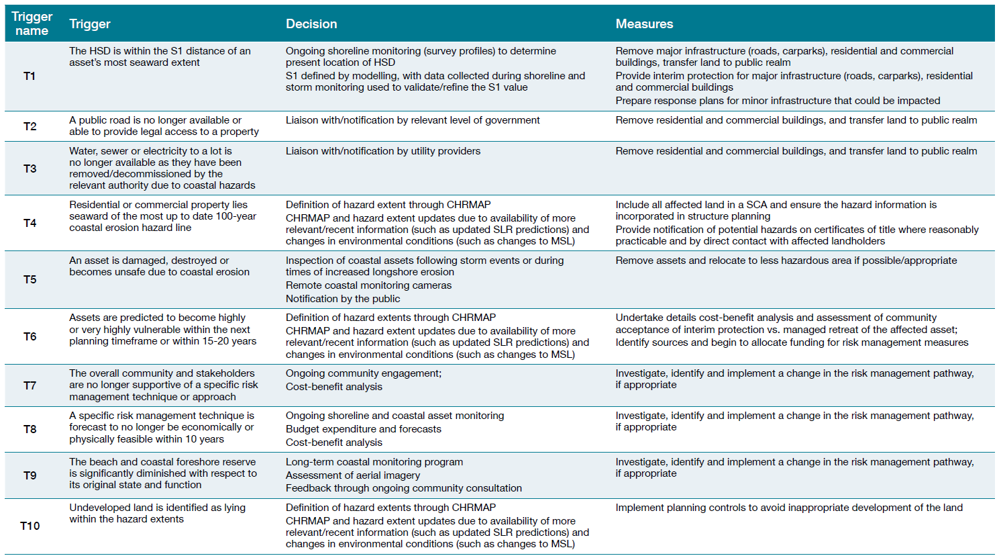 Trigger name
Trigger
Decision
Measures
T1
The HSD is within the S1 distance of an
asset's most seaward extent
Ongoing shoreline monitoring (survey profiles) to determine
present location of HSD
S1 defined by modelling, with data collected during shoreline and
storm monitoring used to validate/refine the S1 value
Remove major infrastructure (roads, carparks), residential and commercial
buildings, transfer land to public realm
Provide interim protection for major infrastructure (roads, carparks), residential
and commercial buildings
Prepare response plans for minor infrastructure that could be impacted
T2
A public road is no longer available or
able to provide legal access to a property
Liaison with/notification by relevant level of government
Remove residential and commercial buildings, and transfer land to public realm
T3
Water, sewer or electricity to a lot is
no longer available as they have been
removed/decommissioned by the
relevant authority due to coastal hazards
Liaison with/notification by utility providers
Remove residential and commercial buildings, and transfer land to public realm
T4
Residential or commercial property lies
seaward of the most up to date 100-year
coastal erosion hazard line
Definition of hazard extent through CHRMAP
CHRMAP and hazard extent updates due to availability of more
relevant/recent information (such as updated SLR predictions) and
changes in environmental conditions (such as changes to MSL)
Include all affected land in a SCA and ensure the hazard information is
incorporated in structure planning
Provide notification of potential hazards on certificates of title where reasonably
practicable and by direct contact with affected landholders
T5
An asset is damaged, destroyed or
becomes unsafe due to coastal erosion
Inspection of coastal assets following storm events or during
times of increased longshore erosion
Remote coastal monitoring cameras
Notification by the public
Remove assets and relocate to less hazardous area if possible/appropriate
T6
Assets are predicted to become highly
or very highly vulnerable within the next
planning timeframe or within 15-20 years
Definition of hazard extents through CHRMAP
CHRMAP and hazard extent updates due to availability of more
relevant/recent information (such as updated SLR predictions) and
changes in environmental conditions (such as changes to MSL)
Undertake details cost-benefit analysis and assessment of community
acceptance of interim protection vs. managed retreat of the affected asset;
Identify sources and begin to allocate funding for risk management measures
T7
The overall community and stakeholders
are no longer supportive of a specific risk
management technique or approach
Ongoing community engagement;
Cost-benefit analysis
Investigate, identify and implement a change in the risk management pathway,
if appropriate
T8
A specific risk management technique is
forecast to no longer be economically or
physically feasible within 10 years
Ongoing shoreline and coastal asset monitoring
Budget expenditure and forecasts
Cost-benefit analysis
Investigate, identify and implement a change in the risk management pathway,
if appropriate
T9
The beach and coastal foreshore reserve
is significantly diminished with respect to
its original state and function
Long-term coastal monitoring program
Assessment of aerial imagery
Feedback through ongoing community consultation
Investigate, identify and implement a change in the risk management pathway,
if appropriate
T10
Undeveloped land is identified as lying
within the hazard extents
Definition of hazard extents through CHRMAP
CHRMAP and hazard extent updates due to availability of more
relevant/recent information (such as updated SLR predictions) and
changes in environmental conditions (such as changes to MSL)
Implement planning controls to avoid inappropriate development of the land